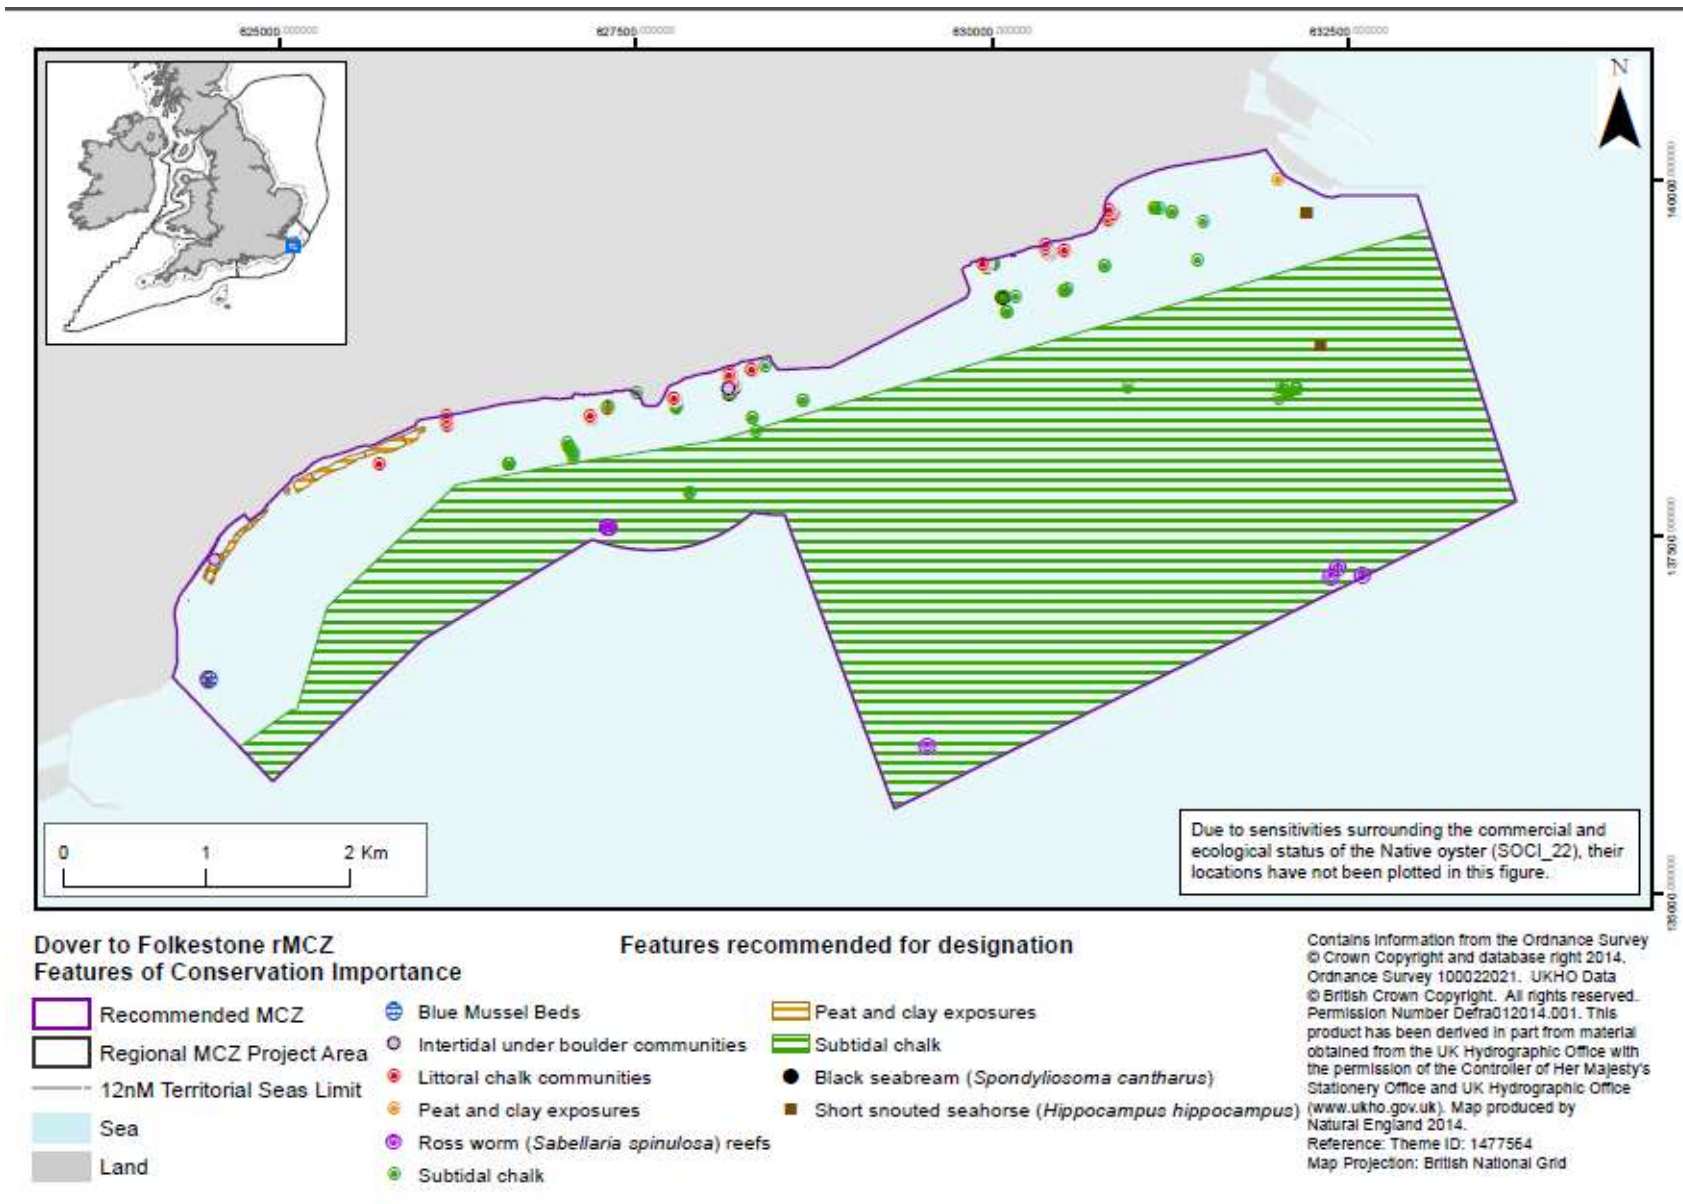 625000.000000
627500.000000
630000.000000
632500.000000
N
140000.000000
137500.000000
135000.000000
0 1 2 Km
Due to sensitivities surrounding the commercial and
ecological status of the Native oyster (SOCI_22), their
locations have not been plotted in this figure.
Dover to Folkestone rMCZ
Features of Conservation Importance
Recommended MCZ
Regional MCZ Project Area
12nM Territorial Seas Limit
Sea
Land
Features recommended for designation
Blue Mussel Beds
Intertidal under boulder communities
Littoral chalk communities
Peat and clay exposures
Ross worm (Sabellaria spinulosa) reefs
Subtidal chalk
Peat and clay exposures
Subtidal chalk
Black seabream (Spondyliosoma cantharus)
Short snouted seahorse (Hippocampus hippocampus)
Contains information from the Ordnance Survey
© Crown Copyright and database right 2014.
Ordnance Survey 100022021. UKHO Data
© British Crown Copyright. All rights reserved.
Permission Number Defra012014.001. This
product has been derived in part from material
obtained from the UK Hydrographic Office with
the permission of the Controller of Her Majesty's
Stationery Office and UK Hydrographic Office
(www.ukho.gov.uk). Map produced by
Natural England 2014.
Reference: Theme ID: 1477564
Map Projection: British National Grid